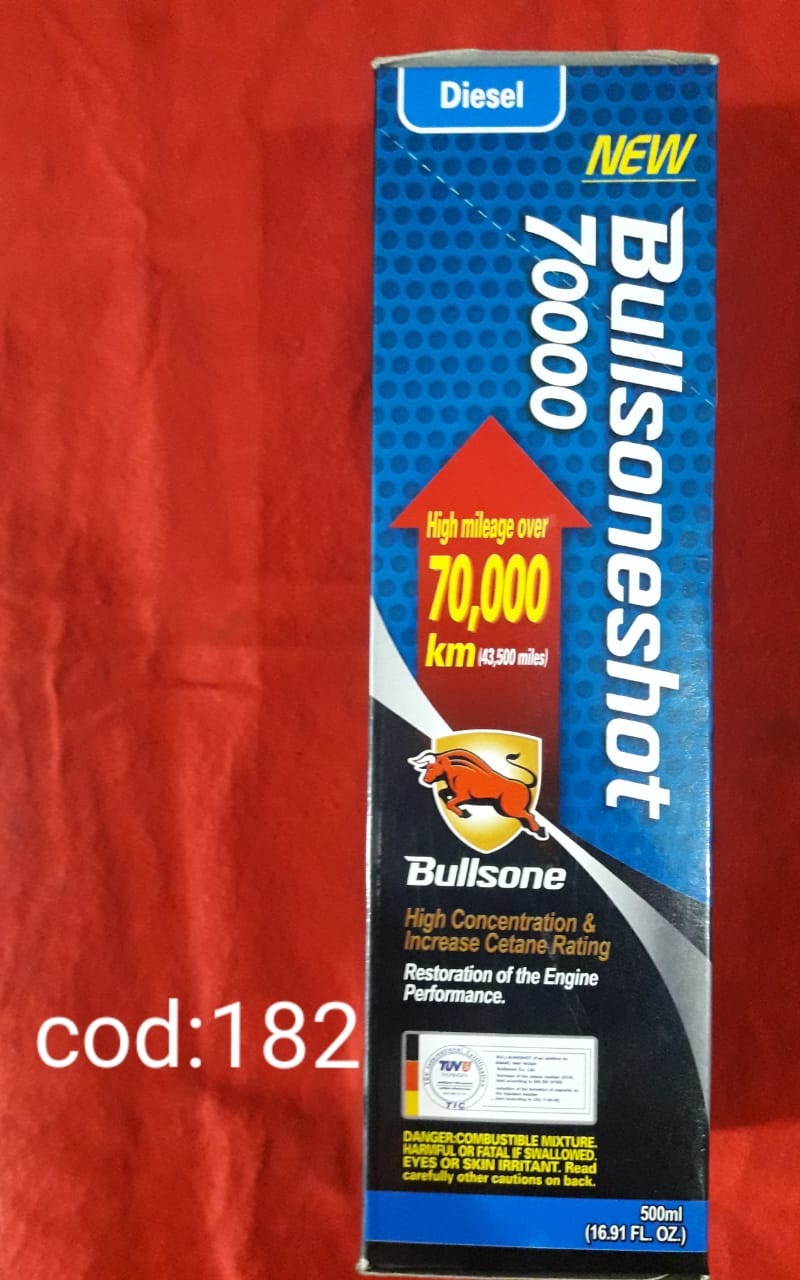 Diesel
NEW
Bullsoneshot
70000
High mileage over
70,000
km (43,500 miles)
Bullsone
High Concentration &
Increase Cetane Rating
Restoration of the Engine
Performance.
cod:182
TUV
TIC
DANGER:COMBUSTIBLE MIXTURE.
HARMFUL OR FATAL IF SWALLOWED.
EYES OR SKIN IRRITANT. Read
carefully other cautions on back.
500ml
(16.91 FL. OZ.)